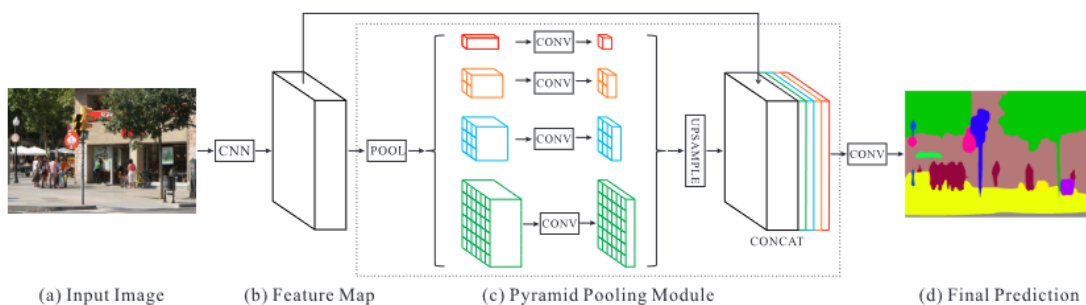 CNN
POOL
CONV
CONV
CONV
CONV
UPSAMPLE
CONCAT
CONV
(a) Input Image
(b) Feature Map
(c) Pyramid Pooling Module
(d) Final Prediction